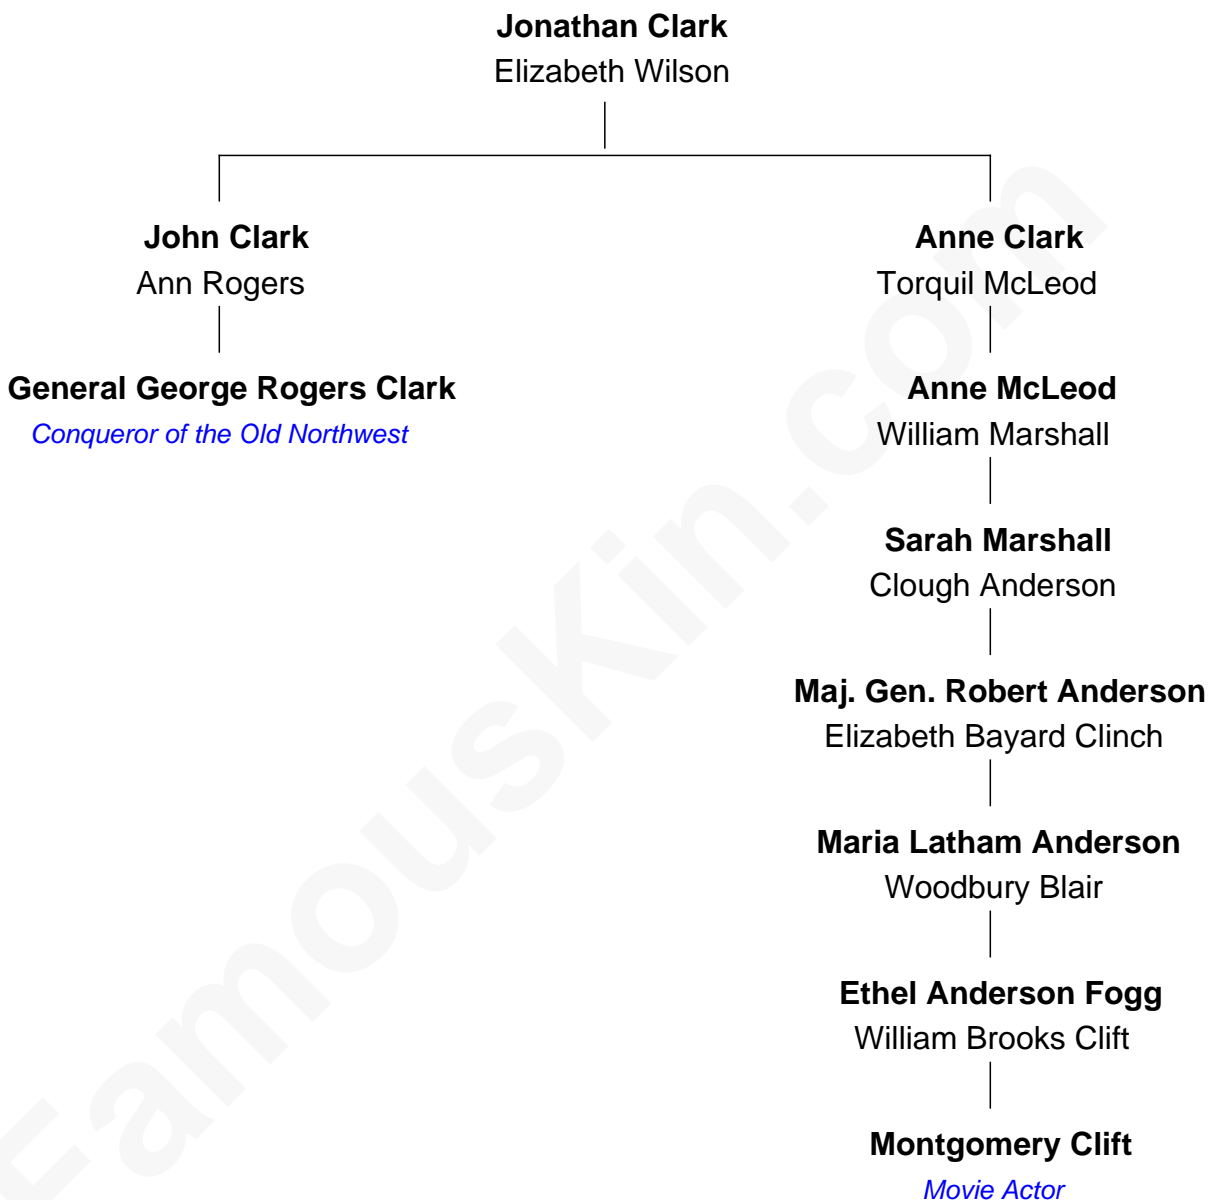 Jonathan Clark
Elizabeth Wilson
John Clark
Ann Rogers
General George Rogers Clark
Conqueror of the Old Northwest
Anne Clark
Torquil McLeod
Anne McLeod
William Marshall
Sarah Marshall
Clough Anderson
Maj. Gen. Robert Anderson
Elizabeth Bayard Clinch
Maria Latham Anderson
Woodbury Blair
Ethel Anderson Fogg
William Brooks Clift
Montgomery Clift
Movie Actor
FamousKin.com